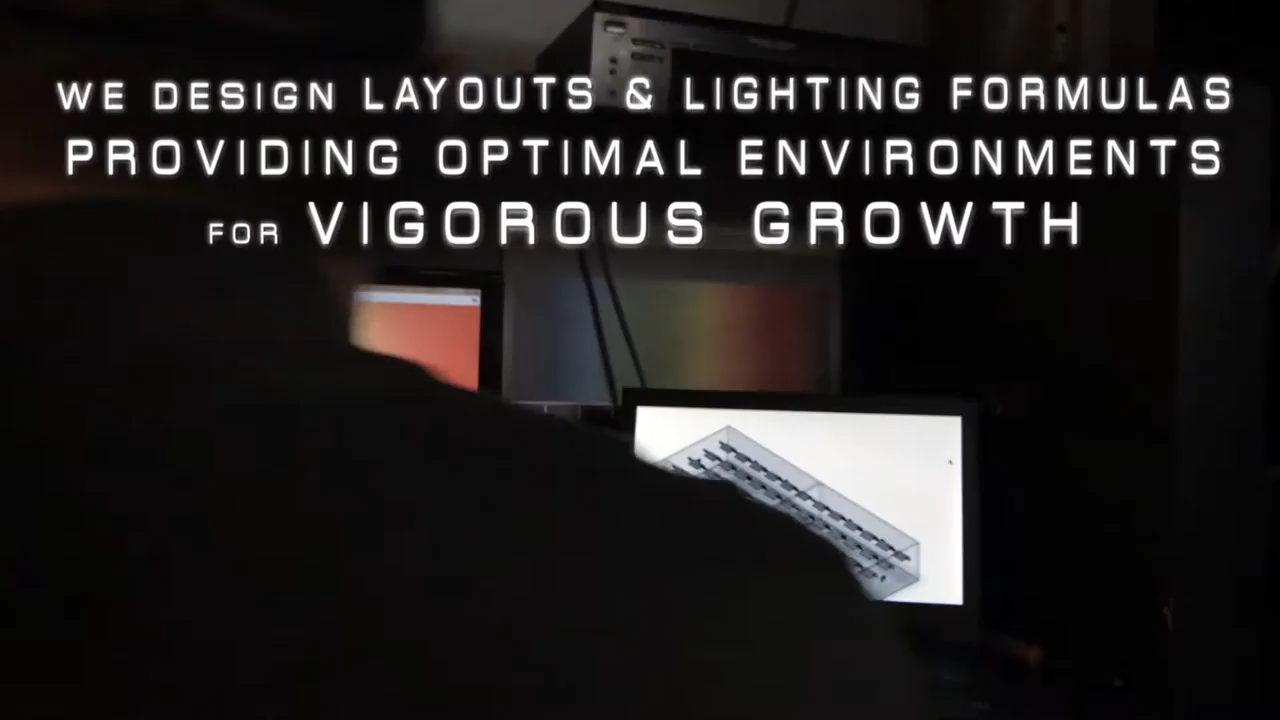 WE DESIGN LAYOUTS & LIGHTING FORMULAS
PROVIDING OPTIMAL ENVIRONMENTS
FOR VIGOROUS GROWTH